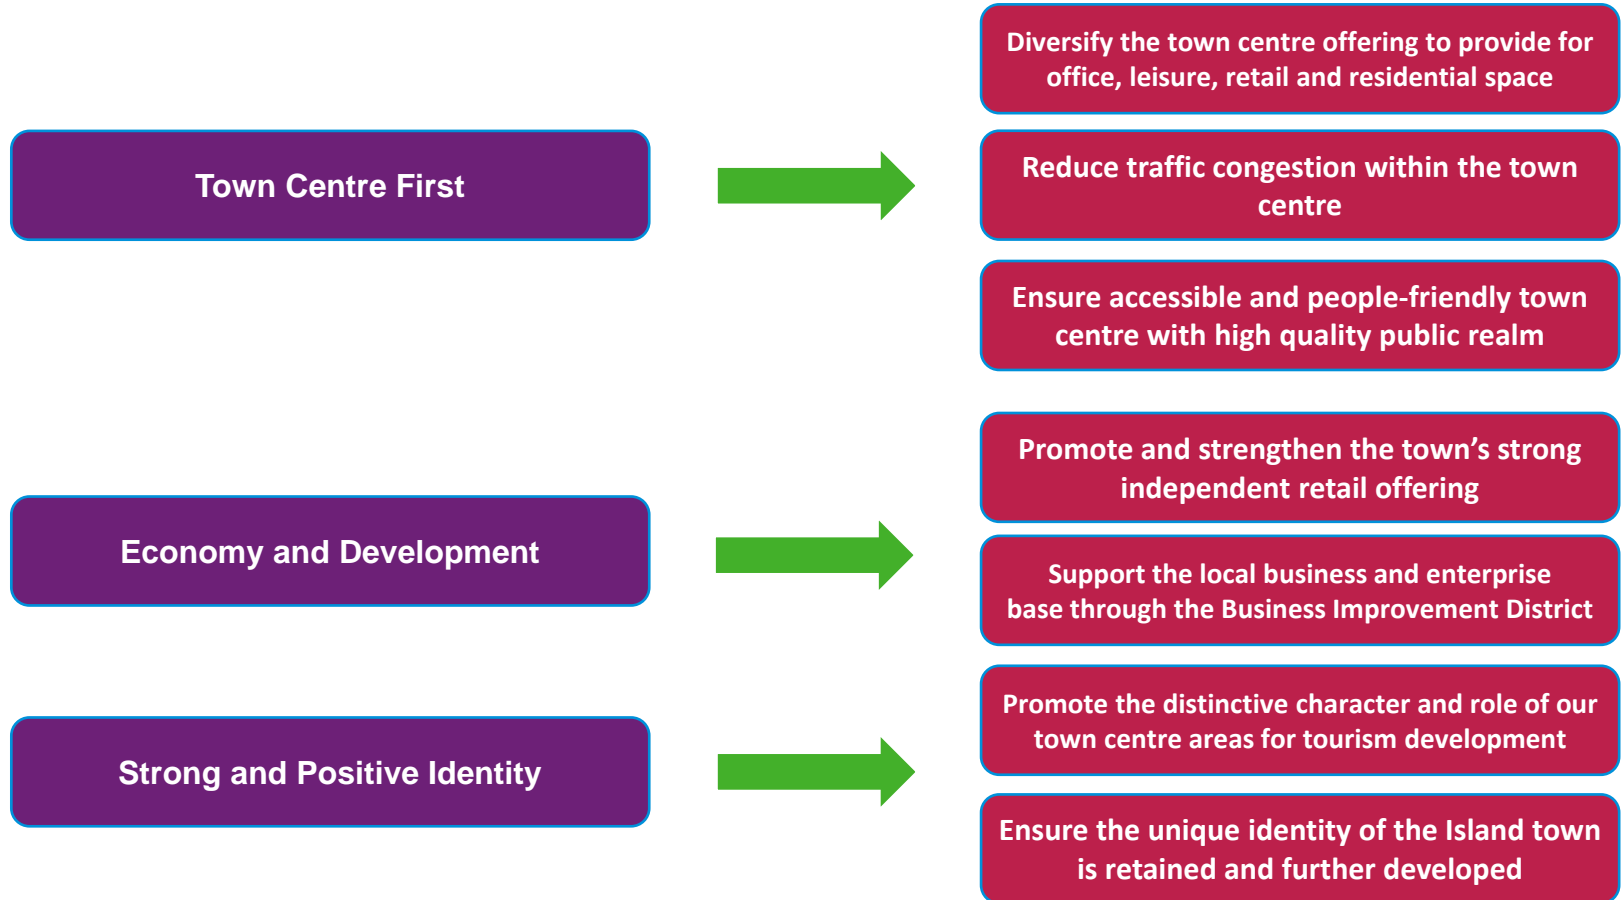 Town Centre First
Diversify the town centre offering to provide for
office, leisure, retail and residential space
Reduce traffic congestion within the town
centre
Ensure accessible and people-friendly town
centre with high quality public realm
Economy and Development
Promote and strengthen the town’s strong
independent retail offering
Support the local business and enterprise
base through the Business Improvement District
Strong and Positive Identity
Promote the distinctive character and role of our
town centre areas for tourism development
Ensure the unique identity of the Island town
is retained and further developed